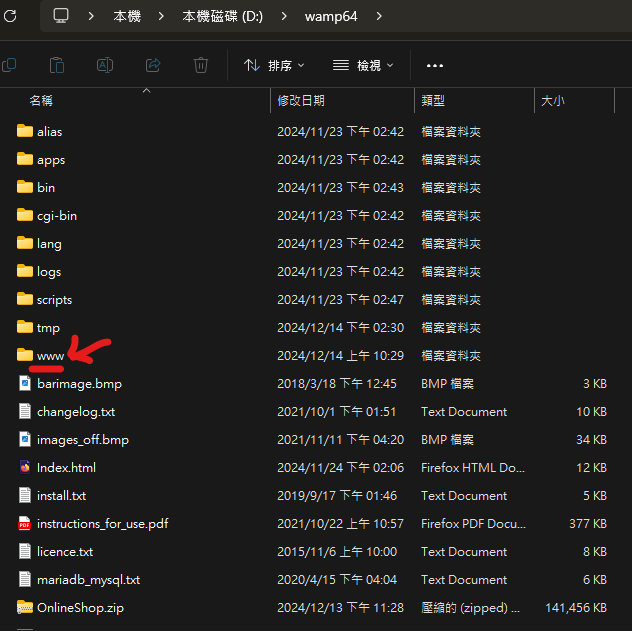 本機 本機磁碟 (D:) wamp64
排序 檢視
名稱 修改日期 類型 大小
alias 2024/11/23 下午 02:42 檔案資料夾
apps 2024/11/23 下午 02:42 檔案資料夾
bin 2024/11/23 下午 02:43 檔案資料夾
cgi-bin 2024/11/23 下午 02:42 檔案資料夾
lang 2024/11/23 下午 02:42 檔案資料夾
logs 2024/11/23 下午 02:42 檔案資料夾
scripts 2024/11/23 下午 02:47 檔案資料夾
tmp 2024/12/14 下午 02:30 檔案資料夾
www 2024/12/14 上午 10:29 檔案資料夾
barimage.bmp 2018/3/18 下午 12:45 BMP 檔案 3 KB
changelog.txt 2021/10/1 下午 01:51 Text Document 10 KB
images_off.bmp 2021/11/11 下午 04:20 BMP 檔案 34 KB
Index.html 2024/11/24 下午 02:06 Firefox HTML Do... 12 KB
install.txt 2019/9/17 下午 01:46 Text Document 5 KB
instructions_for_use.pdf 2021/10/22 上午 10:57 Firefox PDF Docu... 377 KB
licence.txt 2015/11/6 上午 10:00 Text Document 8 KB
mariadb_mysql.txt 2020/4/15 下午 04:04 Text Document 6 KB
OnlineShop.zip 2024/12/13 下午 11:28 壓縮的 (zipped) ... 141,456 KB